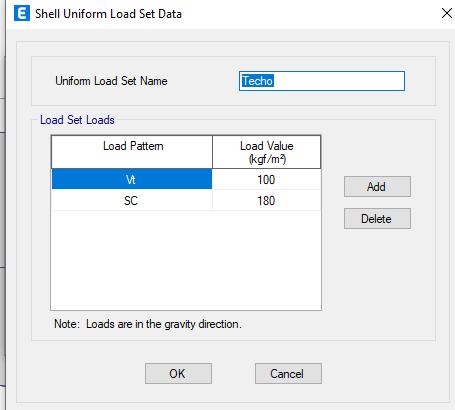 E Shell Uniform Load Set Data
Uniform Load Set Name Techo
Load Set Loads
Load Pattern Load Value
(kgf/m²)
Vt 100
SC 180
Add
Delete
Note: Loads are in the gravity direction.
OK Cancel